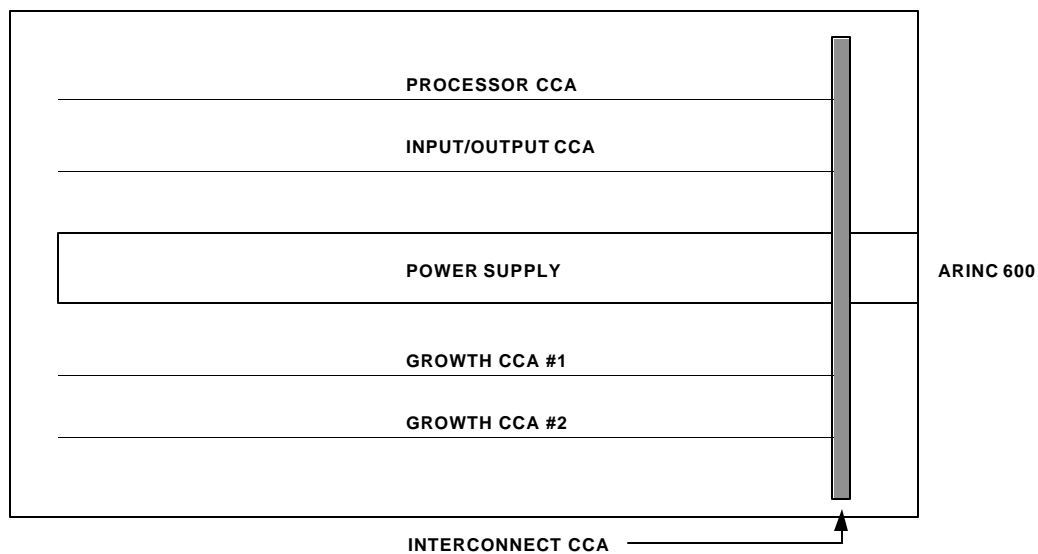 PROCESSOR CCA
INPUT/OUTPUT CCA
POWER SUPPLY
ARINC 600
GROWTH CCA #1
GROWTH CCA #2
INTERCONNECT CCA